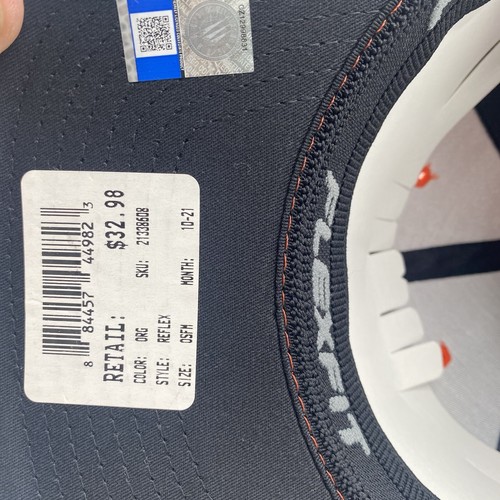 8 84457 44982 3
RETAIL: $32.98
COLOR: ORG SKU: 21338608
STYLE: REFLEX
SIZE: OSFM MONTH: 10-21
FLEXFIT